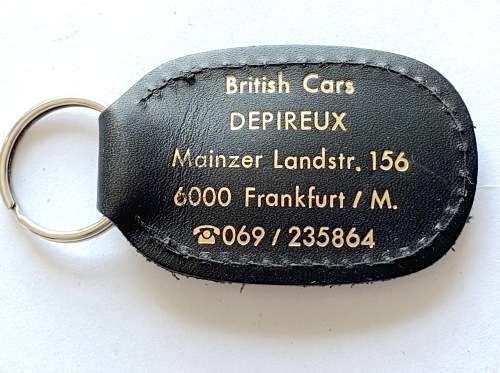 British Cars
DEPIREUX
Mainzer Landstr. 156
6000 Frankfurt / M.
☎069 / 235864